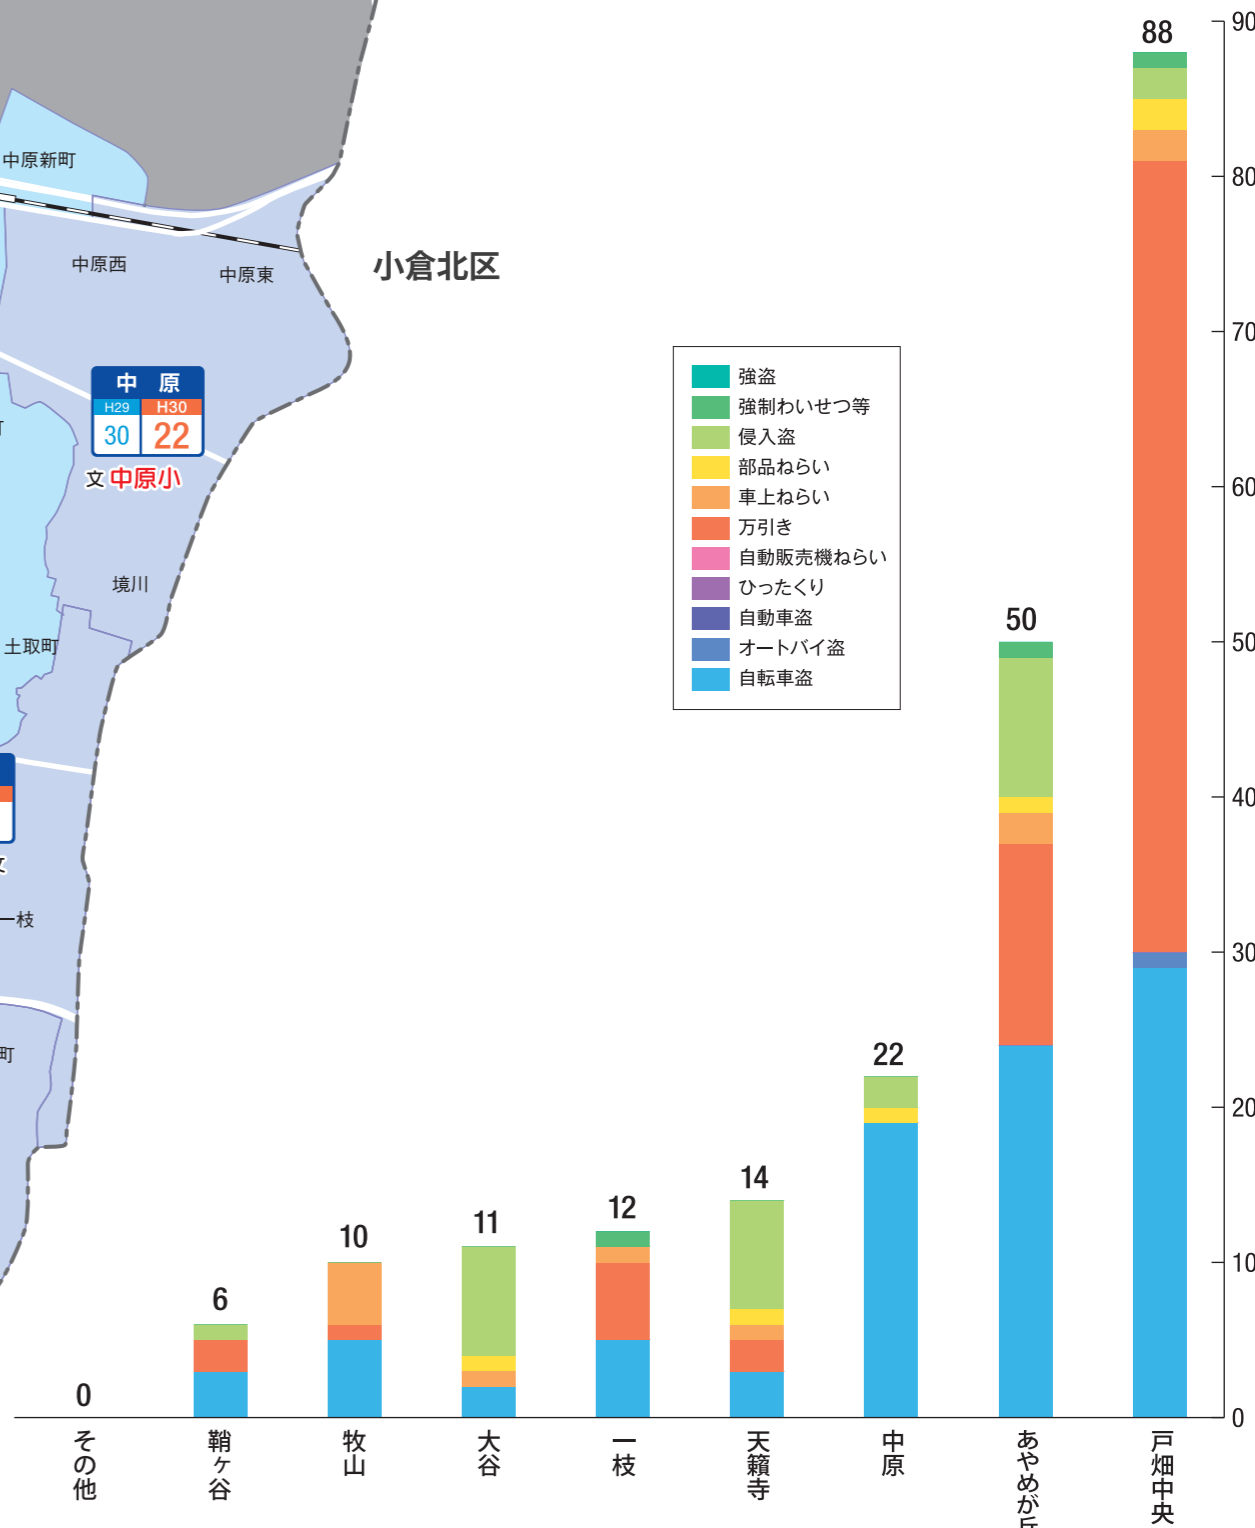 中原新町
中原西
中原東
小倉北区
中 原
H29 H30
30 22
文 中原小
境川
土取町
一枝
町
強盗
強制わいせつ等
侵入盗
部品ねらい
車上ねらい
万引き
自動販売機ねらい
ひったくり
自動車盗
オートバイ盗
自転車盗
90
80
70
60
50
40
30
20
10
0
0
6
10
11
12
14
22
50
88
その他
鞘ヶ谷
牧山
大谷
一枝
天籟寺
中原
あやめが丘
戸畑中央